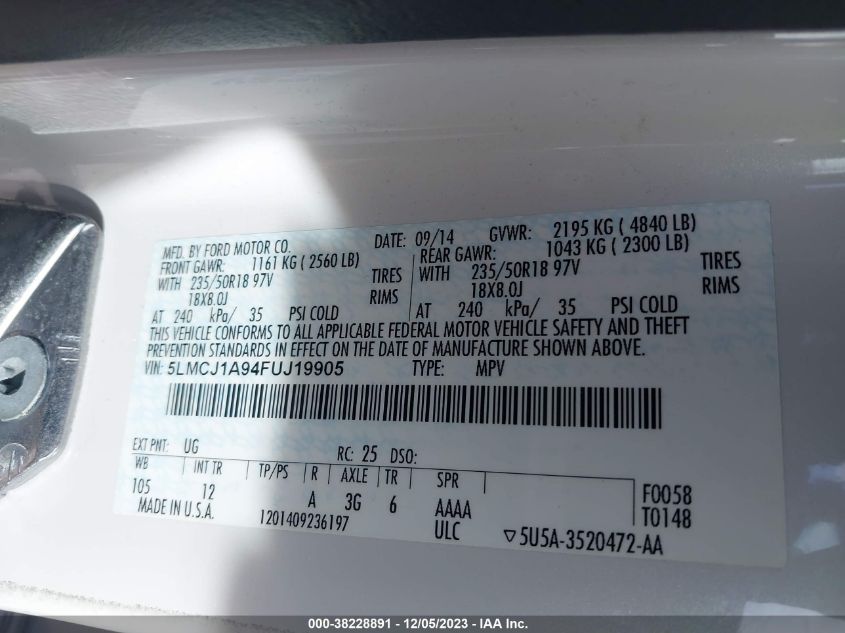 MFD. BY FORD MOTOR CO. DATE: 09/14 GVWR: 2195 KG ( 4840 LB)
FRONT GAWR: 1161 KG ( 2560 LB) REAR GAWR: 1043 KG ( 2300 LB)
WITH 235/50R18 97V TIRES WITH 235/50R18 97V TIRES
18X8.0J RIMS 18X8.0J RIMS
AT 240 kPa/ 35 PSI COLD AT 240 kPa/ 35 PSI COLD
THIS VEHICLE CONFORMS TO ALL APPLICABLE FEDERAL MOTOR VEHICLE SAFETY AND THEFT
PREVENTION STANDARDS IN EFFECT ON THE DATE OF MANUFACTURE SHOWN ABOVE.
VIN: 5LMCJ1A94FUJ19905 TYPE: MPV
EXT PNT: UG RC: 25 DSO:
WB INT TR TP/PS R AXLE TR SPR
105 12 A 3G 6 AAAA F0058
MADE IN U.S.A. 1201409236197 ULC T0148
▽5U5A-3520472-AA
000-38228891 - 12/05/2023 - IAA Inc.